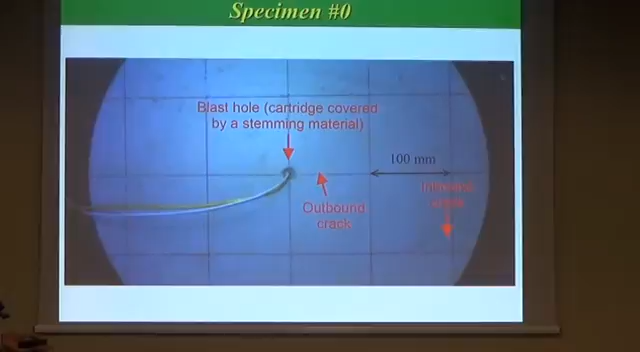 Specimen #0
Blast hole (cartridge covered
by a stemming material)
100 mm
Outbound
crack